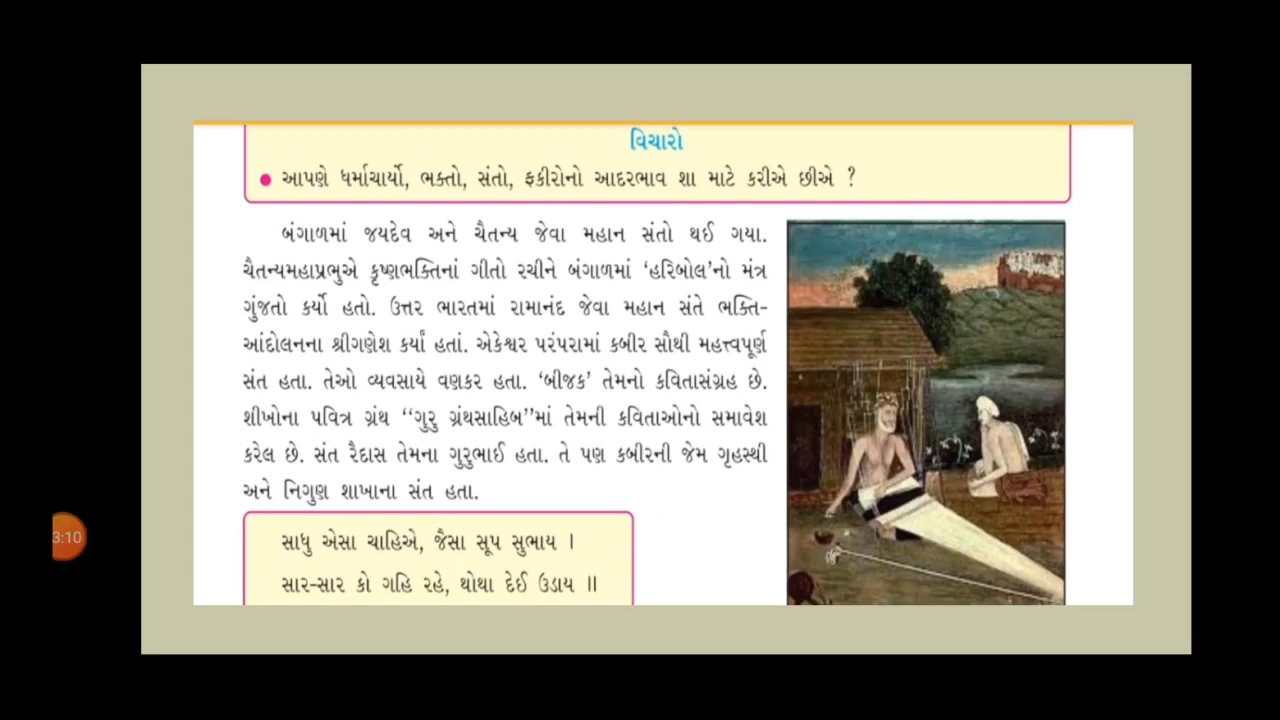 વિચારો
● આપણે ધર્માચાર્યો, ભક્તો, સંતો, ફકીરોનો આદરભાવ શા માટે કરીએ છીએ ?
બંગાળમાં જયદેવ અને ચૈતન્ય જેવા મહાન સંતો થઈ ગયા.
ચૈતન્યમહાપ્રભુએ કૃષ્ણભક્તિનાં ગીતો રચીને બંગાળમાં ‘હરિબોલ’નો મંત્ર
ગુંજતો કર્યો હતો. ઉત્તર ભારતમાં રામાનંદ જેવા મહાન સંતે ભક્તિ-
આંદોલનના શ્રીગણેશ કર્યાં હતાં. એકેશ્વર પરંપરામાં કબીર સૌથી મહત્ત્વપૂર્ણ
સંત હતા. તેઓ વ્યવસાયે વણકર હતા. ‘બીજક’ તેમનો કવિતાસંગ્રહ છે.
શીખોના પવિત્ર ગ્રંથ ‘‘ગુરુ ગ્રંથસાહિબ’’માં તેમની કવિતાઓનો સમાવેશ
કરેલ છે. સંત રૈદાસ તેમના ગુરુભાઈ હતા. તે પણ કબીરની જેમ ગૃહસ્થી
અને નિગુણ શાખાના સંત હતા.
સાધુ એસા ચાહિએ, જૈસા સૂપ સુભાય ।
સાર-સાર કો ગહિ રહે, થોથા દેઈ ઉડાય ॥
3:10